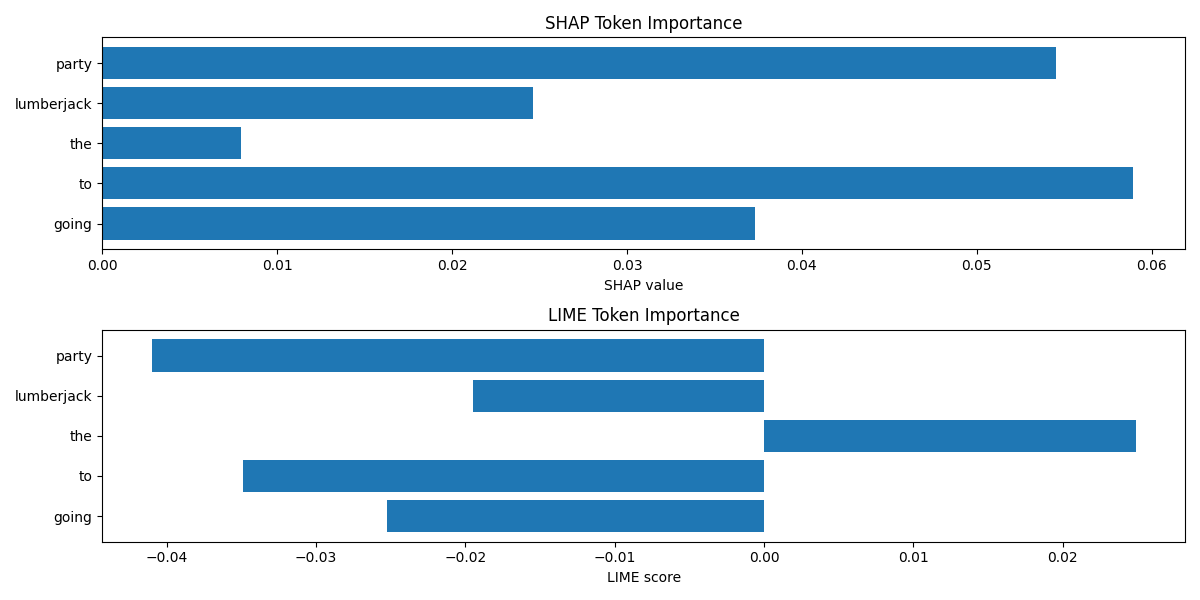 SHAP Token Importance
party
lumberjack
the
to
going
0.00 0.01 0.02 0.03 0.04 0.05 0.06
SHAP value
LIME Token Importance
party
lumberjack
the
to
going
−0.04 −0.03 −0.02 −0.01 0.00 0.01 0.02
LIME score